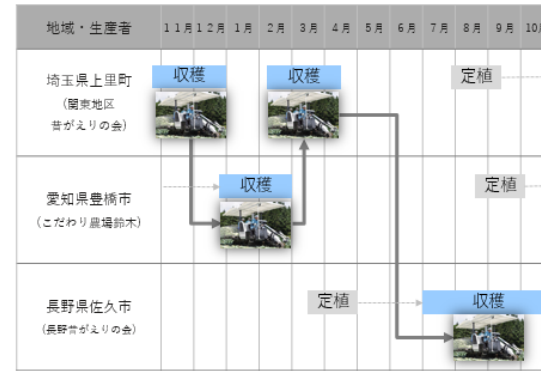 地域・生産者 11月 12月 1月 2月 3月 4月 5月 6月 7月 8月 9月 10月
埼玉県上里町
(関東地区
昔がえりの会)
収穫 収穫 定植
愛知県豊橋市
(こだわり農場鈴木)
収穫 定植
長野県佐久市
(長野昔がえりの会)
定植 収穫